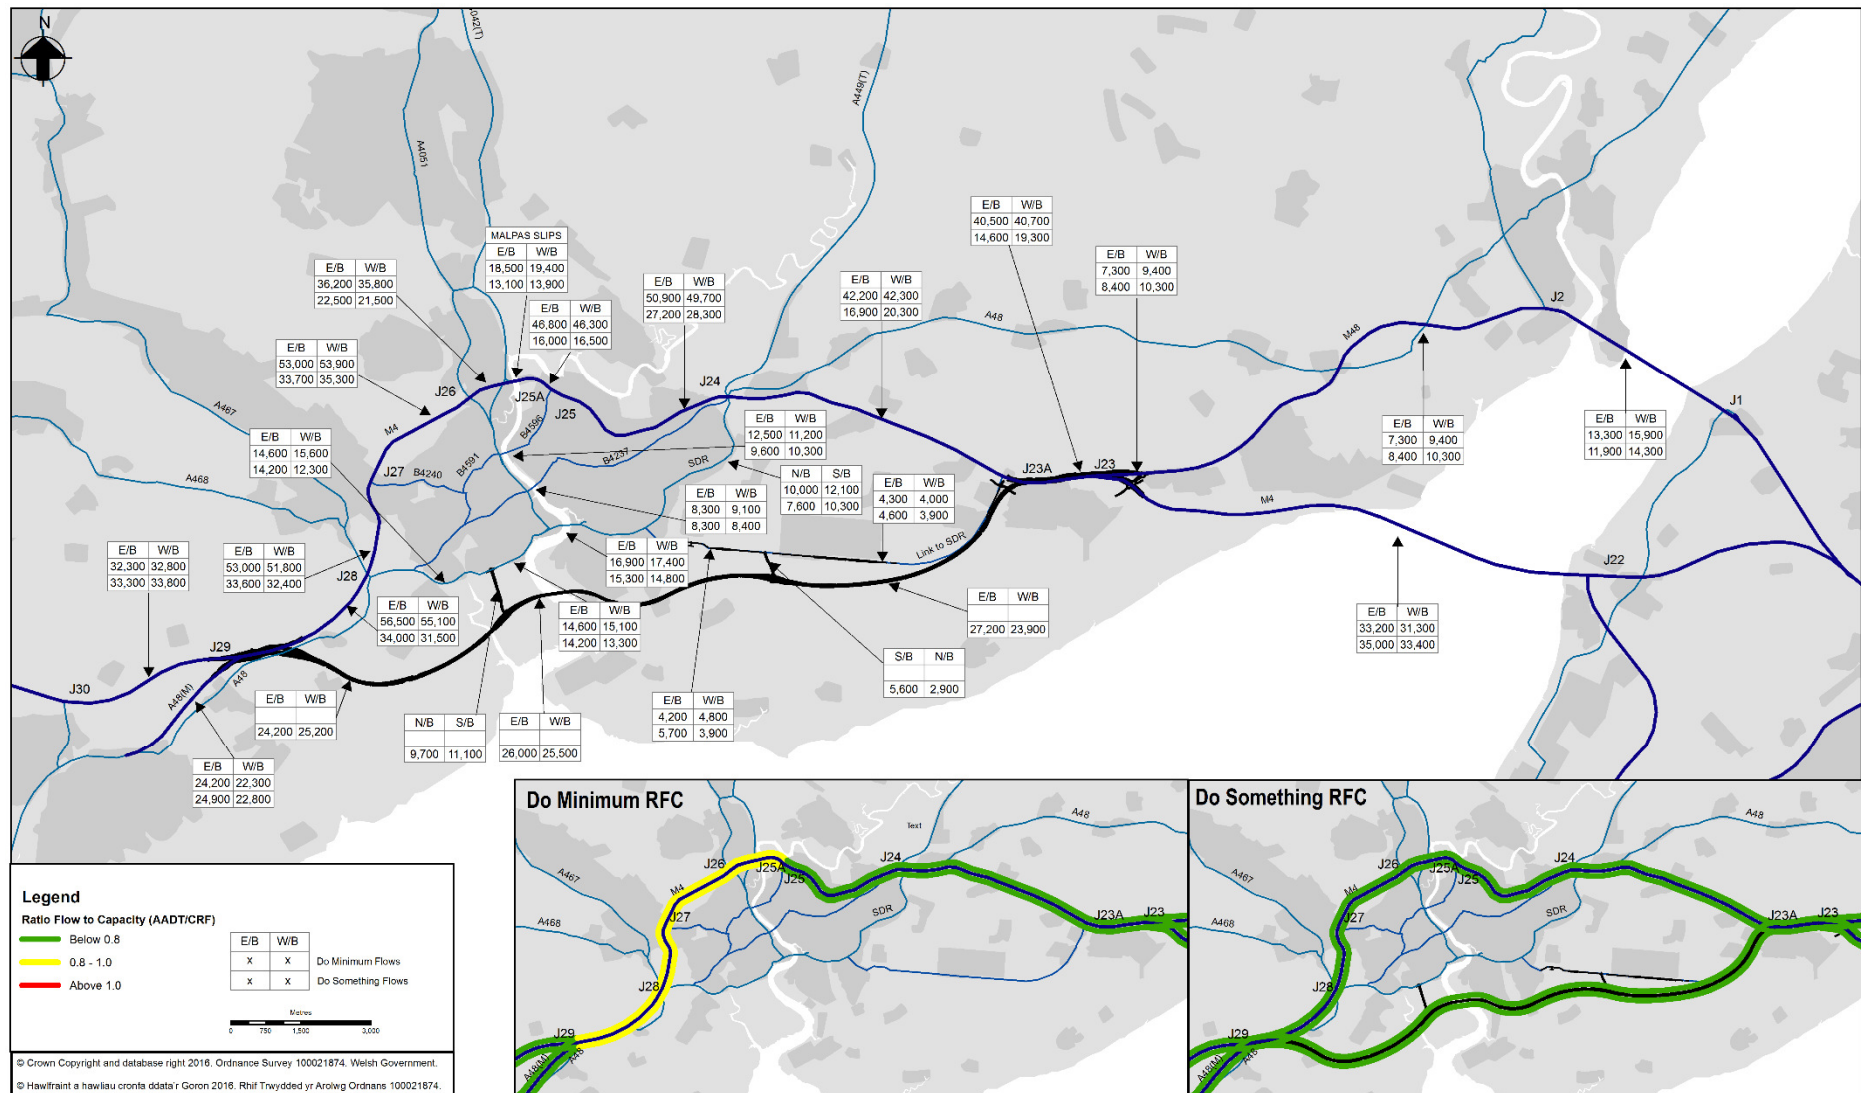 N
A042(T)
A4051
A449(T)
E/B W/B
40,500 40,700
14,600 19,300
MALPAS SLIPS
E/B W/B
18,500 19,400
13,100 13,900
E/B W/B
36,200 35,800
22,500 21,500
E/B W/B
50,900 49,700
27,200 28,300
E/B W/B
42,200 42,300
16,900 20,300
E/B W/B
7,300 9,400
8,400 10,300
E/B W/B
46,800 46,300
16,000 16,500
J2
A48
M48
E/B W/B
53,000 53,900
33,700 35,300
J26
J25A
J25
J24
J1
A467
M4
B4596
E/B W/B
12,500 11,200
9,600 10,300
E/B W/B
7,300 9,400
8,400 10,300
E/B W/B
13,300 15,900
11,900 14,300
E/B W/B
14,600 15,600
14,200 12,300
J27
B4240
B4591
B4237
SDR
N/B S/B
10,000 12,100
7,600 10,300
J23A
J23
A468
E/B W/B
8,300 9,100
8,300 8,400
E/B W/B
4,300 4,000
4,600 3,900
M4
E/B W/B
32,300 32,800
33,300 33,800
E/B W/B
53,000 51,800
33,600 32,400
J28
E/B W/B
16,900 17,400
15,300 14,800
Link to SDR
J22
E/B W/B
56,500 55,100
34,000 31,500
E/B W/B
14,600 15,100
14,200 13,300
E/B W/B
27,200 23,900
E/B W/B
33,200 31,300
35,000 33,400
J29
J30
A48(M)
A48
S/B N/B
5,600 2,900
E/B W/B
24,200 25,200
N/B S/B
9,700 11,100
E/B W/B
26,000 25,500
E/B W/B
4,200 4,800
5,700 3,900
E/B W/B
24,200 22,300
24,900 22,800
Do Minimum RFC
Text
A48
J26
J25A
J25
J24
A467
M4
A468
J27
SDR
J23A
J23
J28
J29
A48(M)
A48
Do Something RFC
A48
J26
J25A
J25
J24
A467
M4
A468
J27
SDR
J23A
J23
J28
J29
A48(M)
A48
Legend
Ratio Flow to Capacity (AADT/CRF)
Below 0.8
0.8 - 1.0
Above 1.0
E/B W/B
x x Do Minimum Flows
x x Do Something Flows
Metres
0 750 1,500 3,000
© Crown Copyright and database right 2016. Ordnance Survey 100021874. Welsh Government.
© Hawlfraint a hawliau cronfa ddata'r Goron 2016. Rhif Trwydded yr Arolwg Ordnans 100021874.